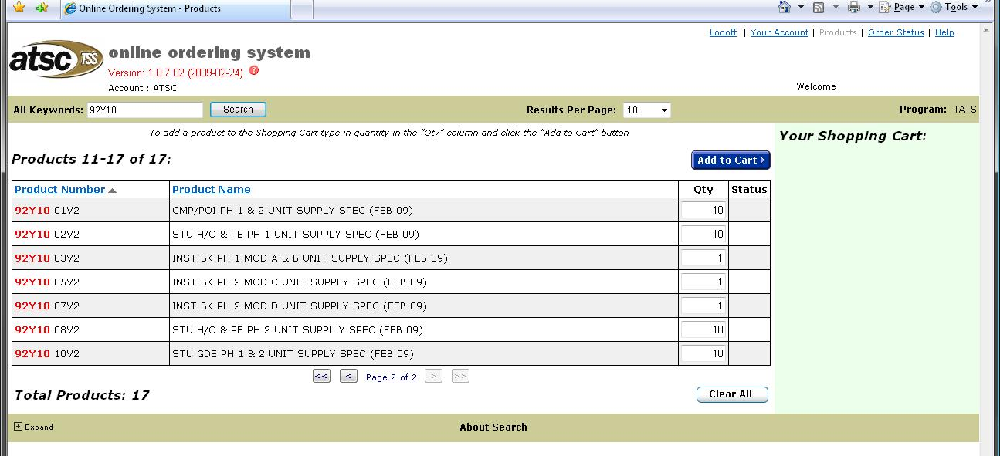 Online Ordering System - Products
Page
Tools
Logoff | Your Account | Products | Order Status | Help
atsc TSS
online ordering system
Version: 1.0.7.02 (2009-02-24) ?
Account : ATSC
Welcome
All Keywords: 92Y10 Search Results Per Page: 10 Program: TATS
To add a product to the Shopping Cart type in quantity in the "Qty" column and click the "Add to Cart" button
Your Shopping Cart:
Products 11-17 of 17:
Add to Cart
Product Number Product Name Qty Status
92Y10 01V2 CMP/POI PH 1 & 2 UNIT SUPPLY SPEC (FEB 09) 10
92Y10 02V2 STU H/O & PE PH 1 UNIT SUPPLY SPEC (FEB 09) 10
92Y10 03V2 INST BK PH 1 MOD A & B UNIT SUPPLY SPEC (FEB 09) 1
92Y10 05V2 INST BK PH 2 MOD C UNIT SUPPLY SPEC (FEB 09) 1
92Y10 07V2 INST BK PH 2 MOD D UNIT SUPPLY SPEC (FEB 09) 1
92Y10 08V2 STU H/O & PE PH 2 UNIT SUPPL Y SPEC (FEB 09) 10
92Y10 10V2 STU GDE PH 1 & 2 UNIT SUPPLY SPEC (FEB 09) 10
<< < Page 2 of 2 > >>
Total Products: 17
Clear All
Expand
About Search